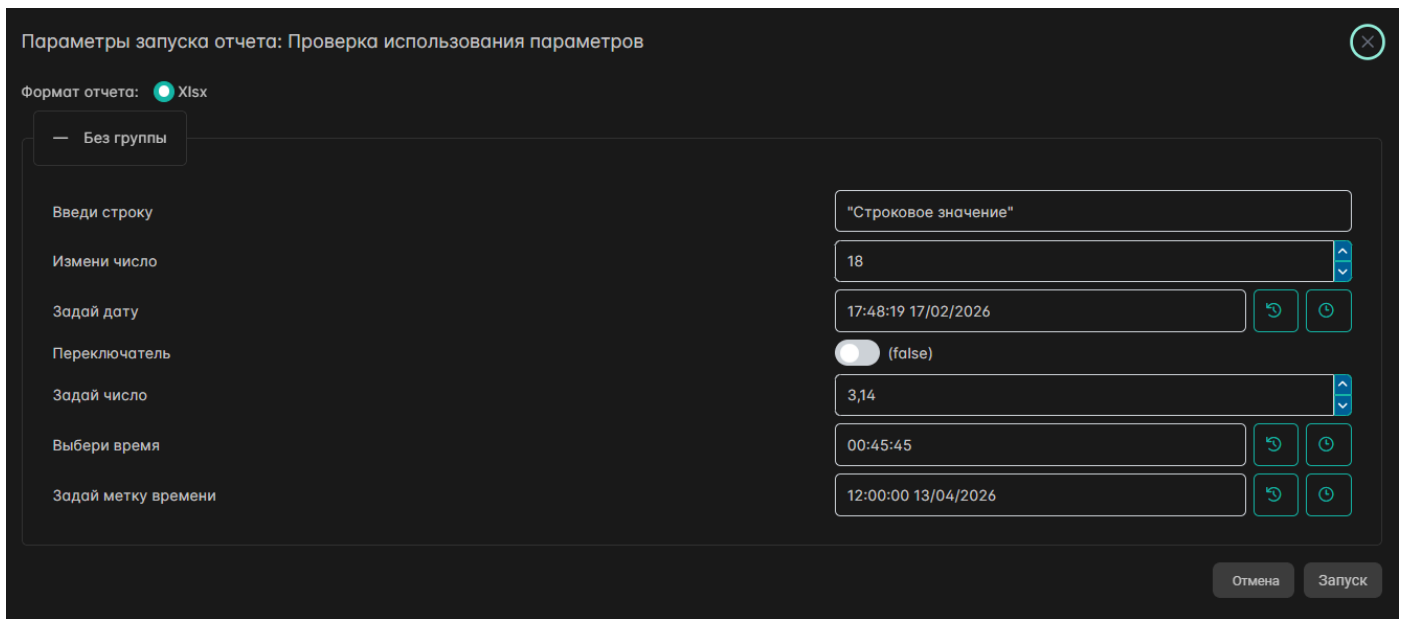 Параметры запуска отчета: Проверка использования параметров
Формат отчета: Xlsx
— Без группы
Введи строку "Строковое значение"
Измени число 18
Задай дату 17:48:19 17/02/2026
Переключатель (false)
Задай число 3,14
Выбери время 00:45:45
Задай метку времени 12:00:00 13/04/2026
Отмена Запуск